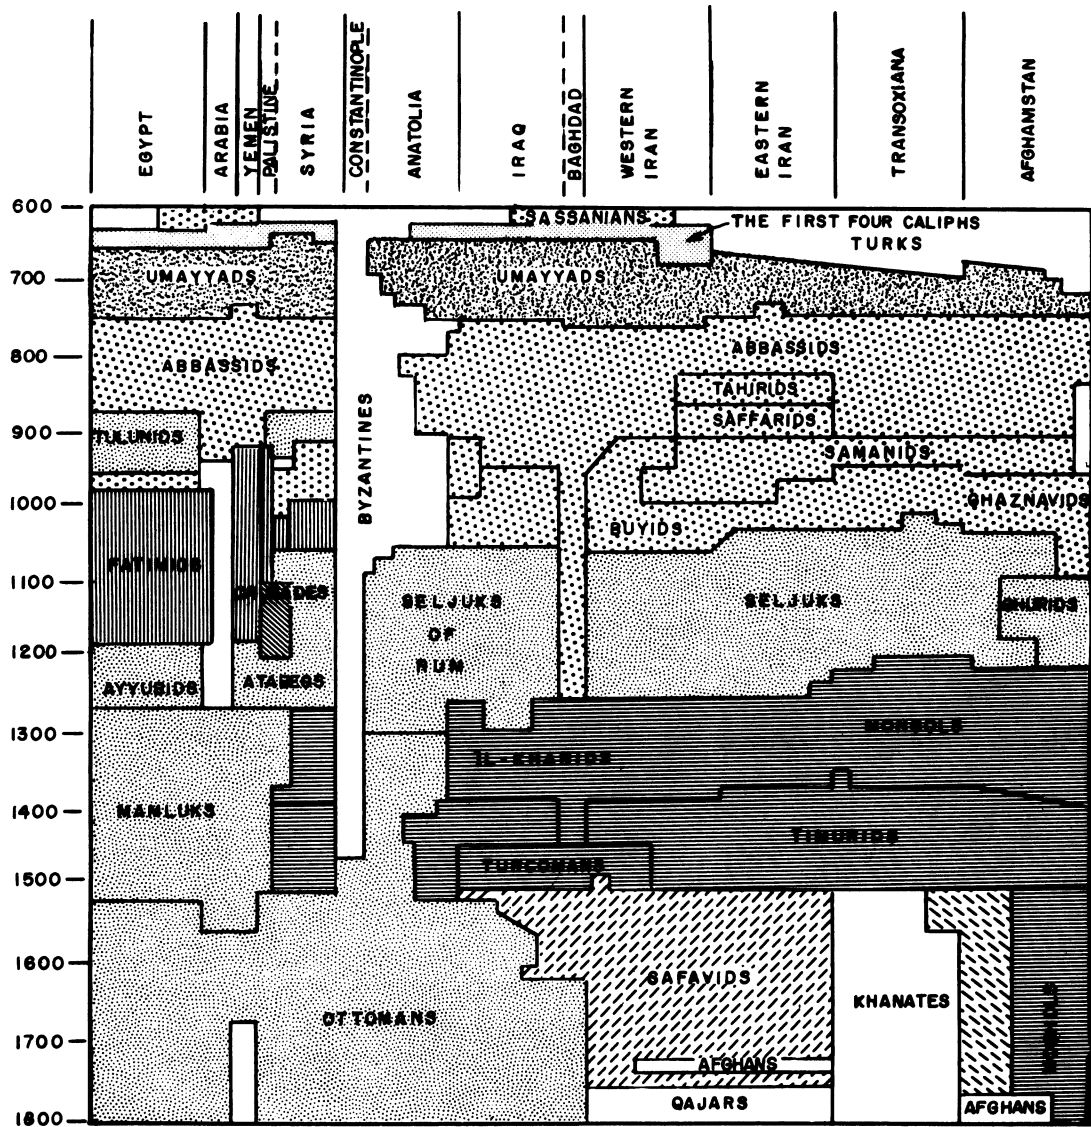 EGYPT
ARABIA
YEMEN
PALISTINE
SYRIA
CONSTANTINOPLE
ANATOLIA
IRAQ
BAGHDAD
WESTERN
IRAN
EASTERN
IRAN
TRANSOXIANA
AFGHAMSTAN
600
SASSANIANS
THE FIRST FOUR CALIPHS
TURKS
UMAYYADS
UMAYYADS
700
800
ABBASSIDS
ABBASSIDS
TAHIRIDS
SAFFARIDS
900
TULUNIDS
BYZANTINES
SAMANIDS
1000
GHAZNAVIDS
BUYIDS
FATIMIDS
1100
CRUSADES
SELJUKS
OF
RUM
SELJUKS
GHURIDS
1200
AYYUBIDS
ATABEGS
1300
MONGOLS
IL-KHANIDS
1400
MAMLUKS
TIMURIDS
TURCOMANS
1500
1600
SAFAVIDS
KHANATES
OTTOMANS
1700
AFGHANS
QAJARS
AFGHANS
1800